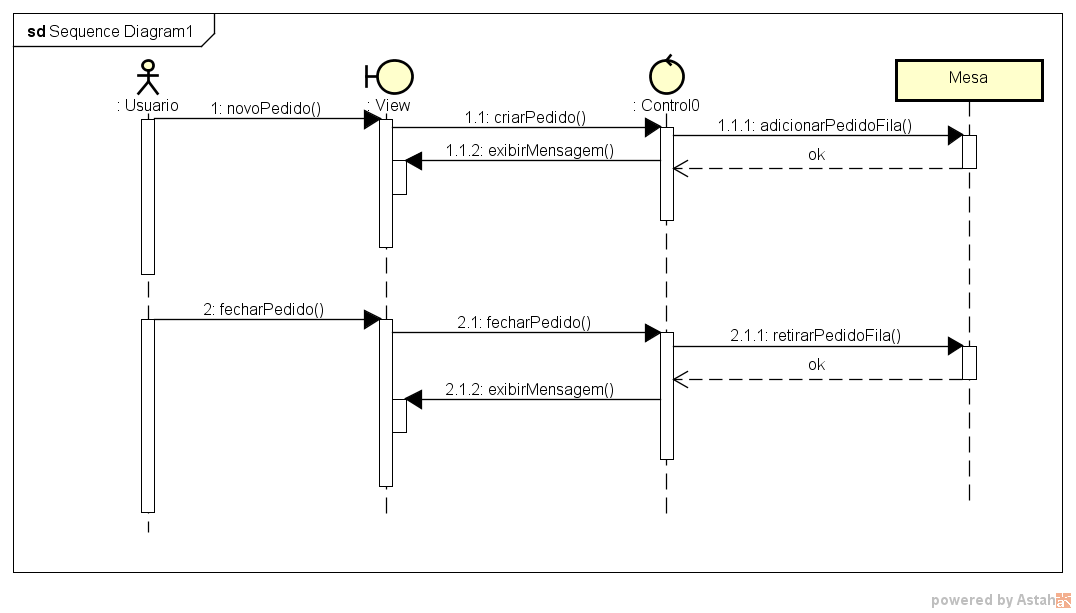 sd Sequence Diagram1
: Usuario
: View
: Control0
Mesa
1: novoPedido()
1.1: criarPedido()
1.1.1: adicionarPedidoFila()
1.1.2: exibirMensagem()
ok
2: fecharPedido()
2.1: fecharPedido()
2.1.1: retirarPedidoFila()
ok
2.1.2: exibirMensagem()
powered by Astah